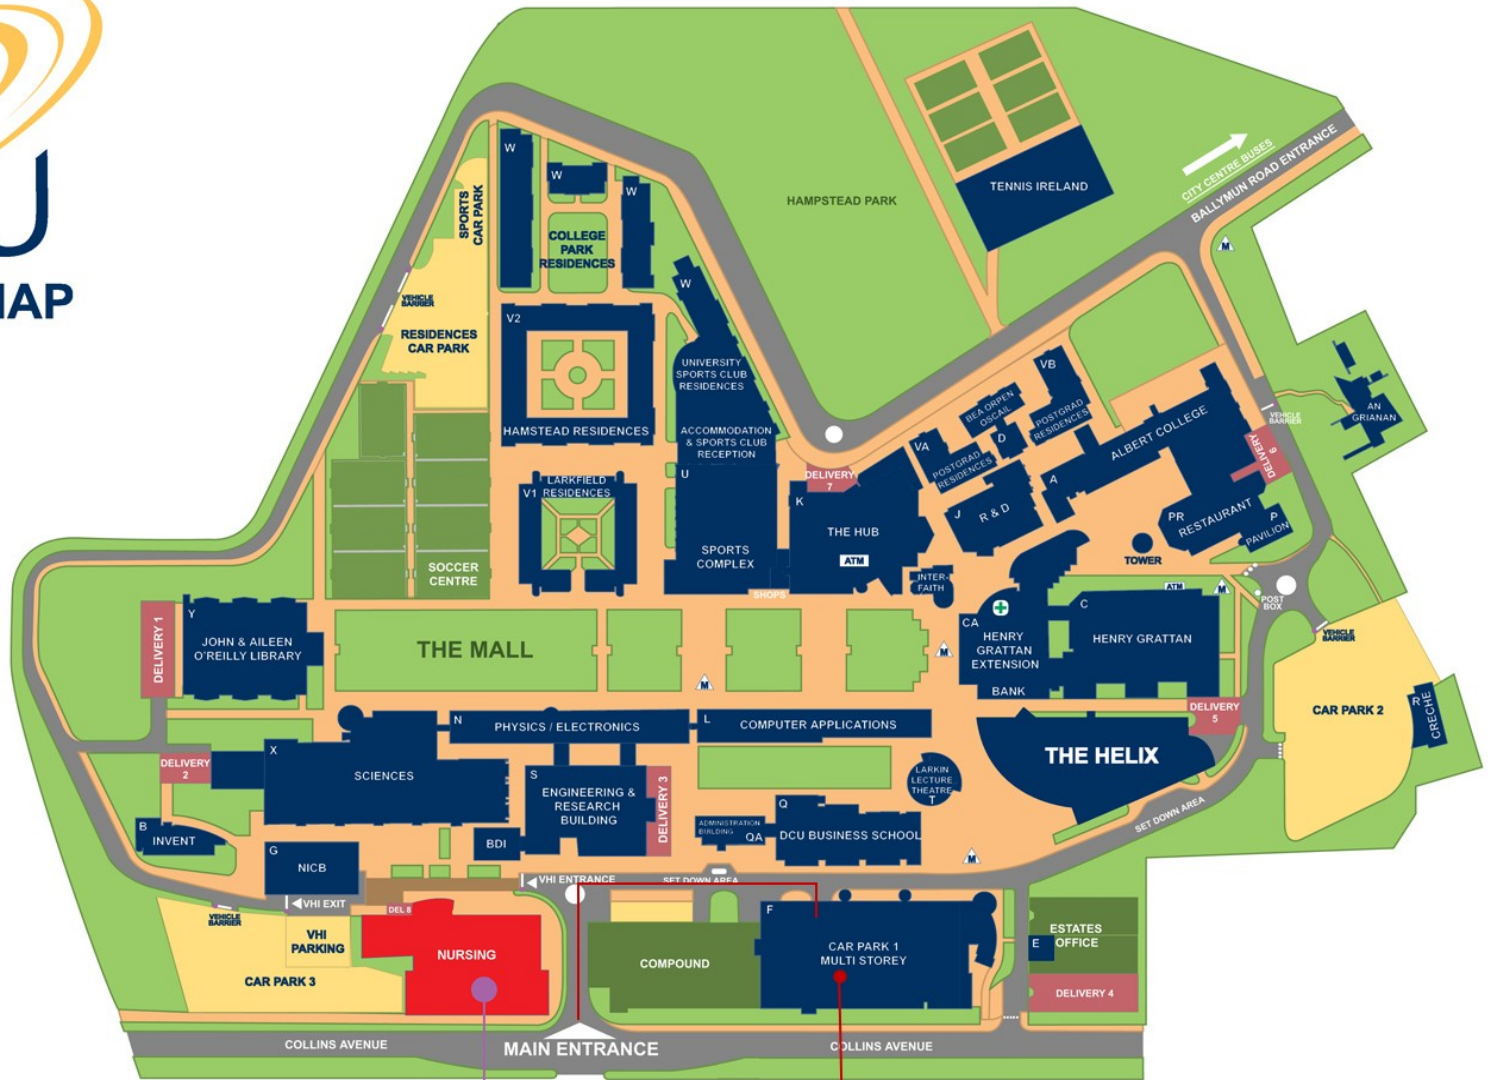 U
MAP
W
W
W
SPORTS
CAR PARK
COLLEGE
PARK
RESIDENCES
HAMPSTEAD PARK
TENNIS IRELAND
CITY CENTRE BUSES
BALLYMUN ROAD ENTRANCE
M
VEHICLE
BARRIER
RESIDENCES
CAR PARK
V2
HAMSTEAD RESIDENCES
W
UNIVERSITY
SPORTS CLUB
RESIDENCES
ACCOMMODATION
& SPORTS CLUB
RECEPTION
VB
BEA ORPEN
OSCAIL
D
POSTGRAD
RESIDENCES
VA
POSTGRAD
RESIDENCES
ALBERT COLLEGE
A
VEHICLE
BARRIER
AN
GRIANAN
DELIVERY
6
LARKFIELD
V1 RESIDENCES
U
SPORTS
COMPLEX
SHOPS
DELIVERY
7
K
THE HUB
ATM
J
R & D
PR
RESTAURANT
P
PAVILION
TOWER
SOCCER
CENTRE
INTER-
FAITH
ATM
M
POST
BOX
VEHICLE
BARRIER
DELIVERY 1
Y
JOHN & AILEEN
O'REILLY LIBRARY
THE MALL
M
M
CA
HENRY
GRATTAN
EXTENSION
BANK
C
HENRY GRATTAN
DELIVERY
5
CAR PARK 2
R
CRECHE
N
PHYSICS / ELECTRONICS
L
COMPUTER APPLICATIONS
THE HELIX
DELIVERY
2
X
SCIENCES
S
ENGINEERING &
RESEARCH
BUILDING
DELIVERY 3
LARKIN
LECTURE
THEATRE
T
SET DOWN AREA
B
INVENT
G
NICB
BDI
ADMINISTRATION
BUILDING
QA
Q
DCU BUSINESS SCHOOL
M
VHI ENTRANCE
SET DOWN AREA
VHI EXIT
VEHICLE
BARRIER
DEL 8
VHI
PARKING
CAR PARK 3
NURSING
COMPOUND
F
CAR PARK 1
MULTI STOREY
ESTATES
OFFICE
E
DELIVERY 4
COLLINS AVENUE
MAIN ENTRANCE
COLLINS AVENUE